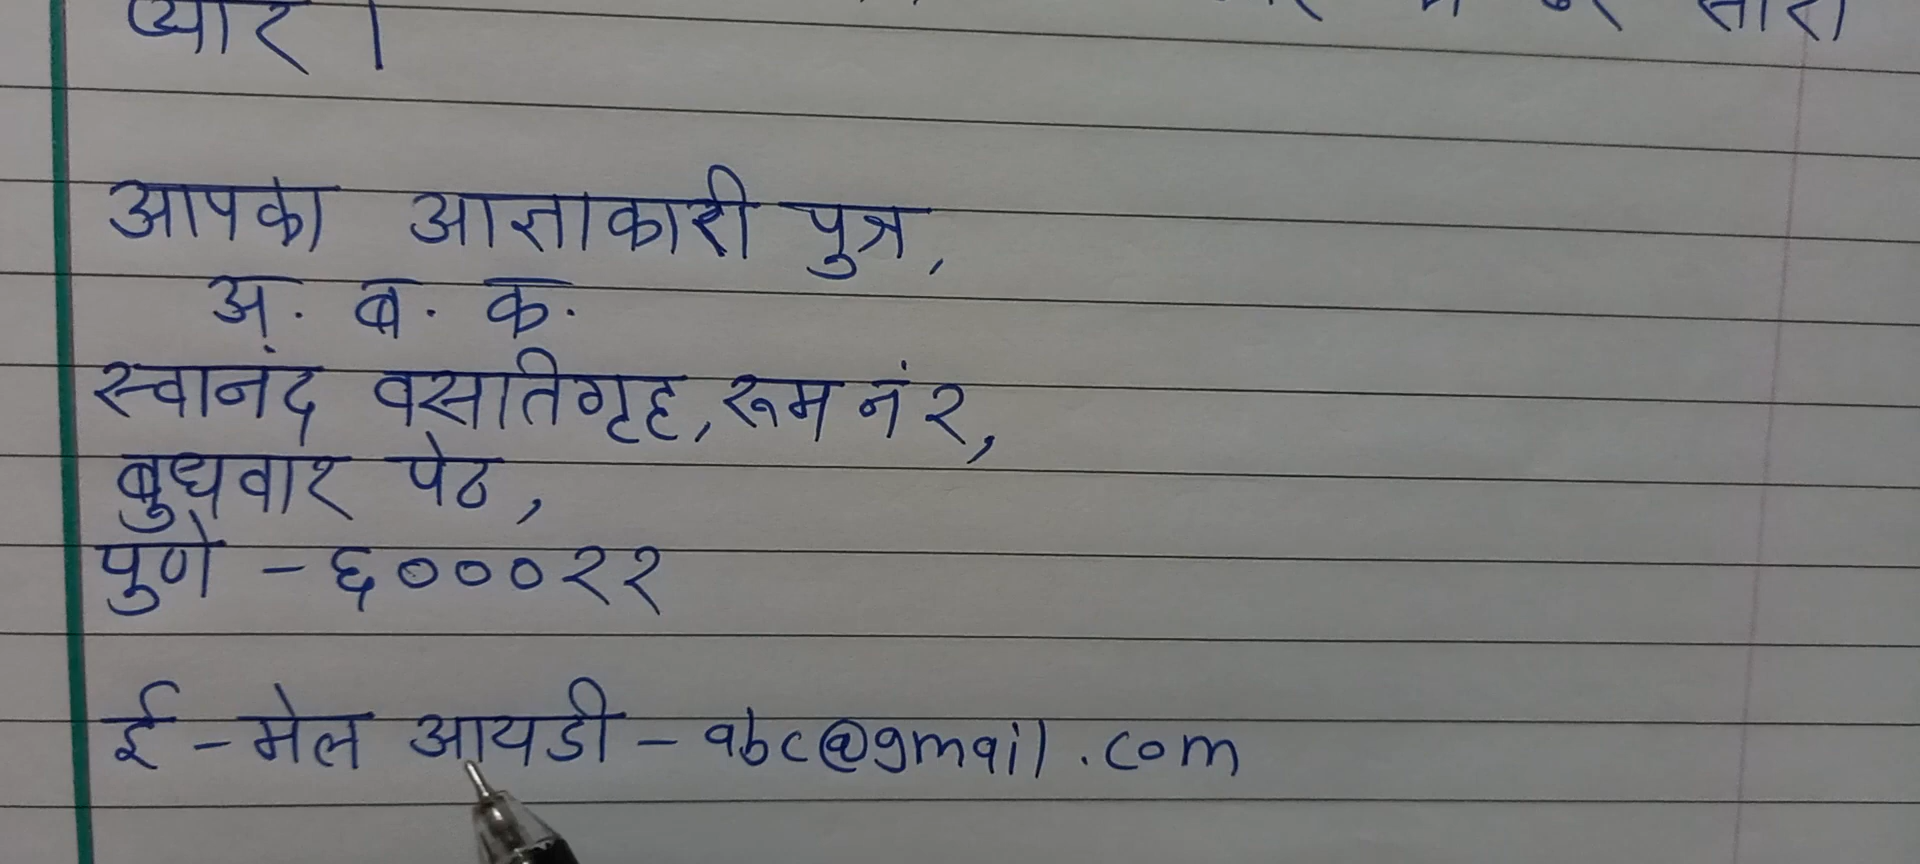 सारा
प्यार ।
आपका आज्ञाकारी पुत्र,
अ. ब. क.
स्वानंद वसतिगृह, रूम नं २,
बुधवार पेठ,
पुणे - ६०००२२
ई - मेल आयडी - abc@gmail.com